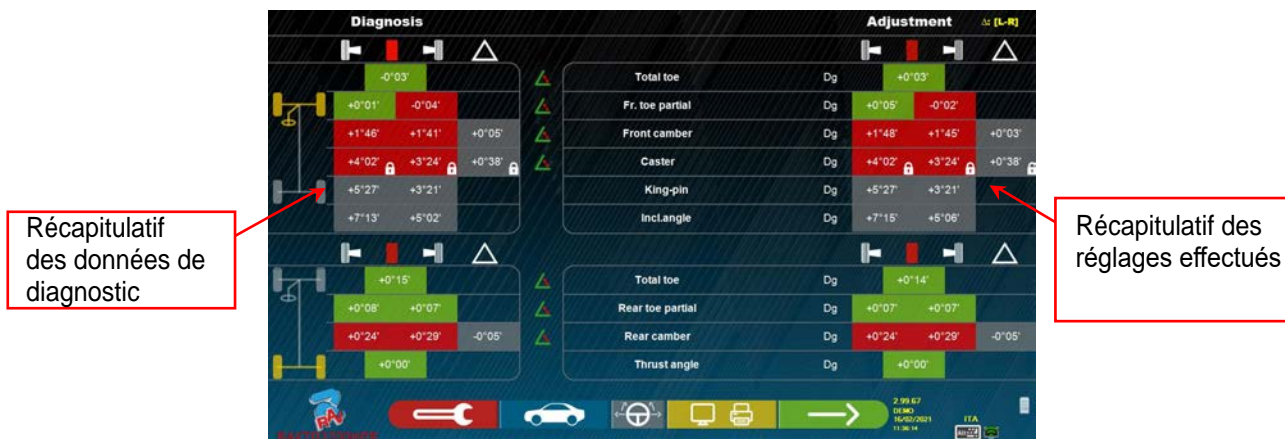 Diagnosis Adjustment Δ: [L-R]
-0°03' Total toe Dg +0°03'
+0°01' -0°04' Fr. toe partial Dg +0°05' -0°02'
+1°46' +1°41' +0°05' Front camber Dg +1°48' +1°45' +0°03'
+4°02' +3°24' +0°38' Caster Dg +4°02' +3°24' +0°38'
+5°27' +3°21' King-pin Dg +5°27' +3°21'
+7°13' +5°02' Incl.angle Dg +7°15' +5°06'
Récapitulatif
des données de
diagnostic
Récapitulatif des
réglages effectués
+0°15' Total toe Dg +0°14'
+0°08' +0°07' Rear toe partial Dg +0°07' +0°07'
+0°24' +0°29' -0°05' Rear camber Dg +0°24' +0°29' -0°05'
+0°00' Thrust angle Dg +0°00'
RAV
2.99.67
DEMO
16/02/2021
11:36:14
ITA